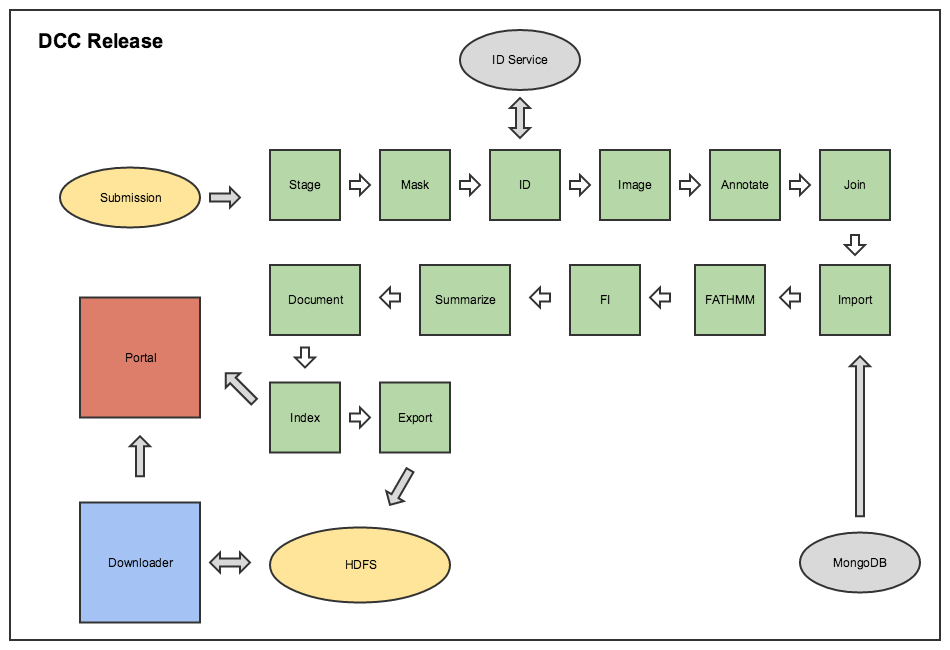 DCC Release
ID Service
Submission
Stage
Mask
ID
Image
Annotate
Join
Document
Summarize
FI
FATHMM
Import
Portal
Index
Export
Downloader
HDFS
MongoDB